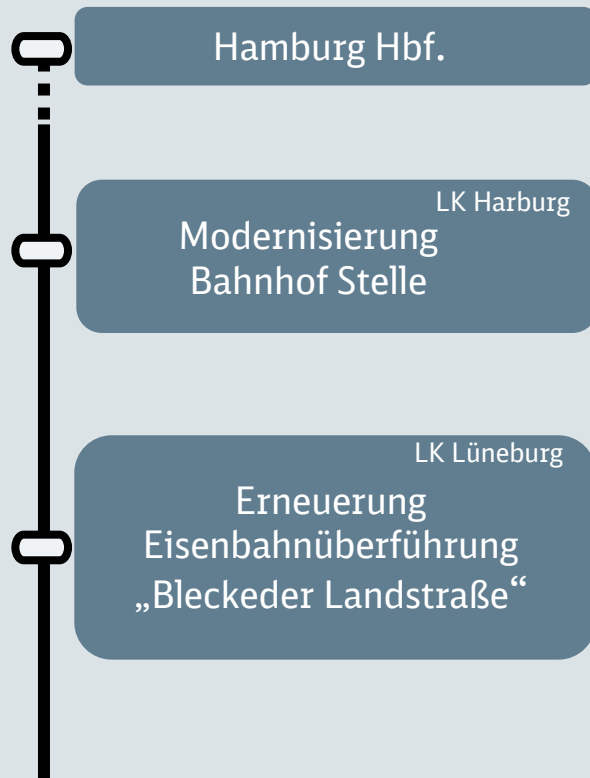 Hamburg Hbf.
LK Harburg
Modernisierung
Bahnhof Stelle
LK Lüneburg
Erneuerung
Eisenbahnüberführung
„Bleckeder Landstraße“